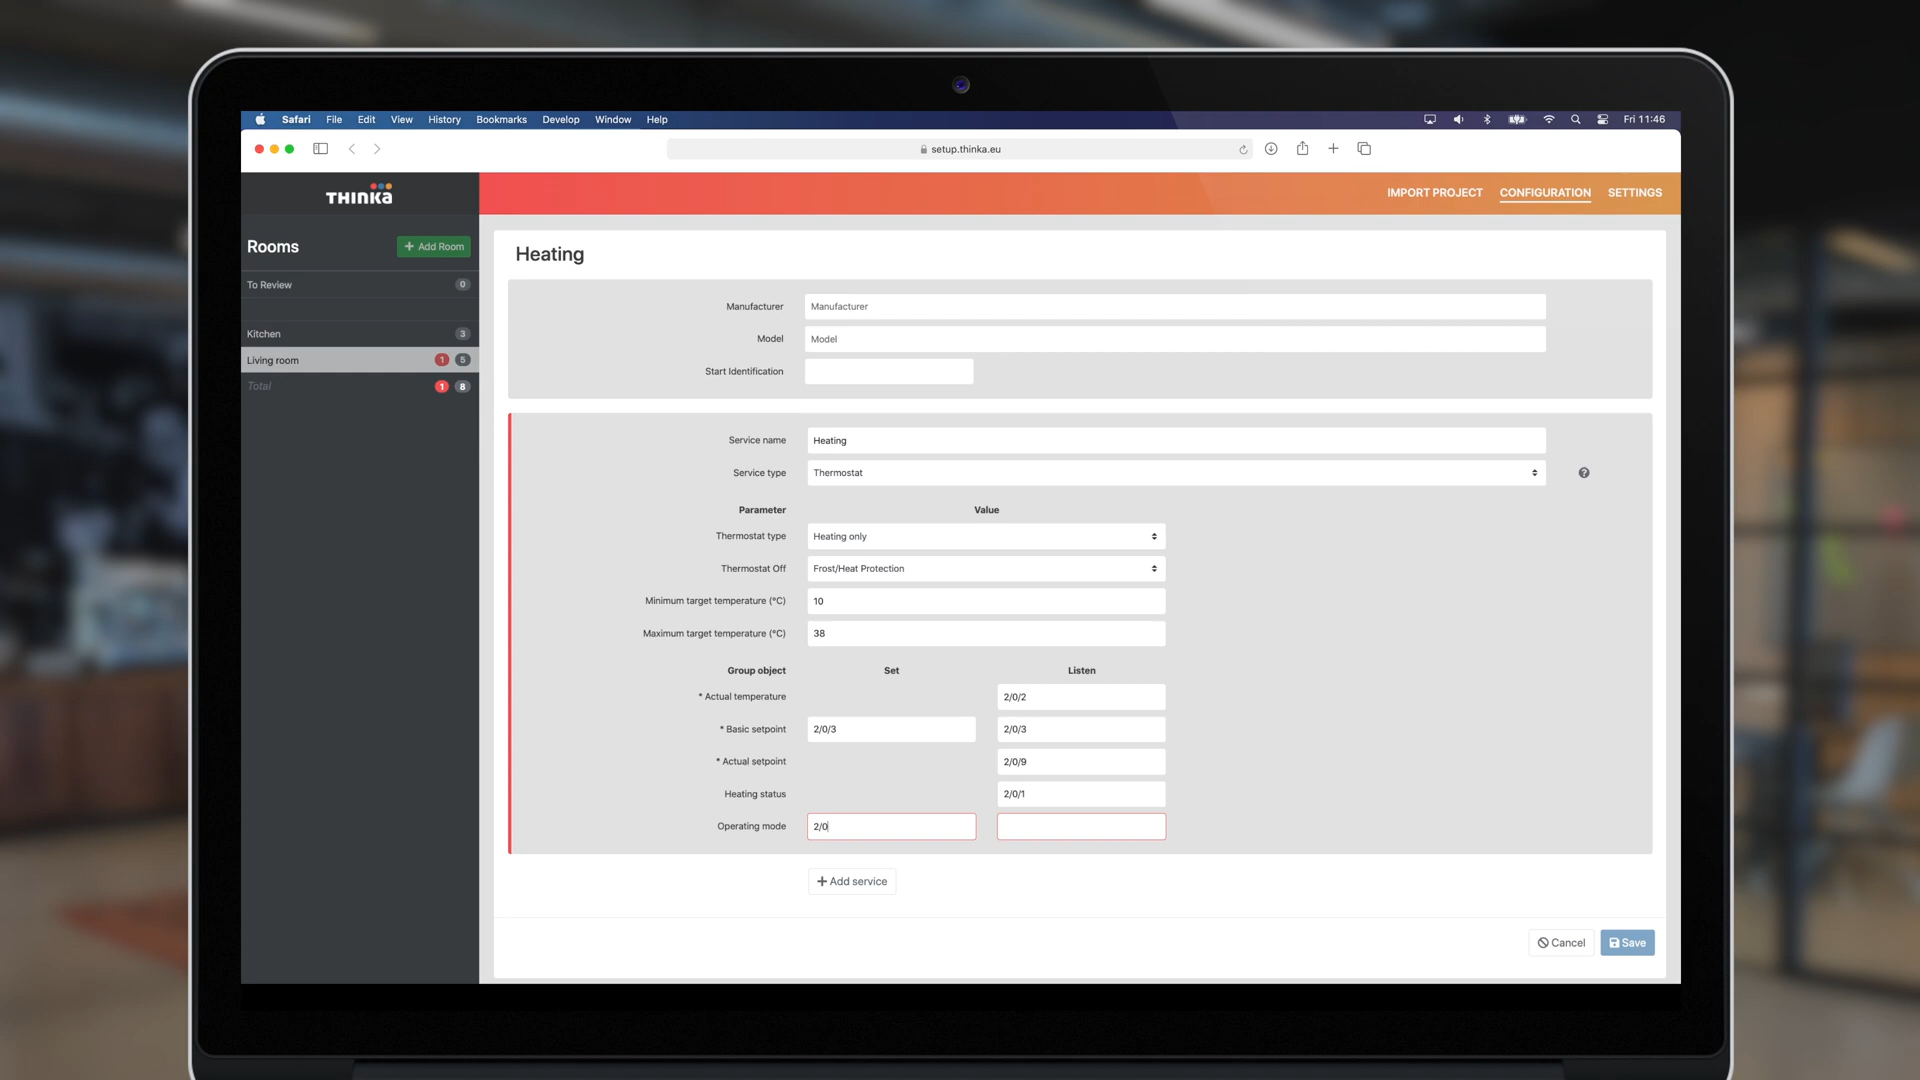 Safari File Edit View History Bookmarks Develop Window Help Fri 11:46
setup.thinka.eu
THINKA IMPORT PROJECT CONFIGURATION SETTINGS
Rooms + Add Room
To Review 0
Kitchen 3
Living room 1 5
Total 1 8
Heating
Manufacturer Manufacturer
Model Model
Start Identification
Service name Heating
Service type Thermostat ?
Parameter Value
Thermostat type Heating only
Thermostat Off Frost/Heat Protection
Minimum target temperature (°C) 10
Maximum target temperature (°C) 38
Group object Set Listen
* Actual temperature 2/0/2
* Basic setpoint 2/0/3 2/0/3
* Actual setpoint 2/0/9
Heating status 2/0/1
Operating mode 2/0
+ Add service
Cancel Save